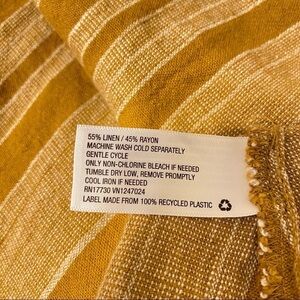 55% LINEN / 45% RAYON
MACHINE WASH COLD SEPARATELY
GENTLE CYCLE
ONLY NON-CHLORINE BLEACH IF NEEDED
TUMBLE DRY LOW, REMOVE PROMPTLY
COOL IRON IF NEEDED
RN17730 VN1247024
LABEL MADE FROM 100% RECYCLED PLASTIC